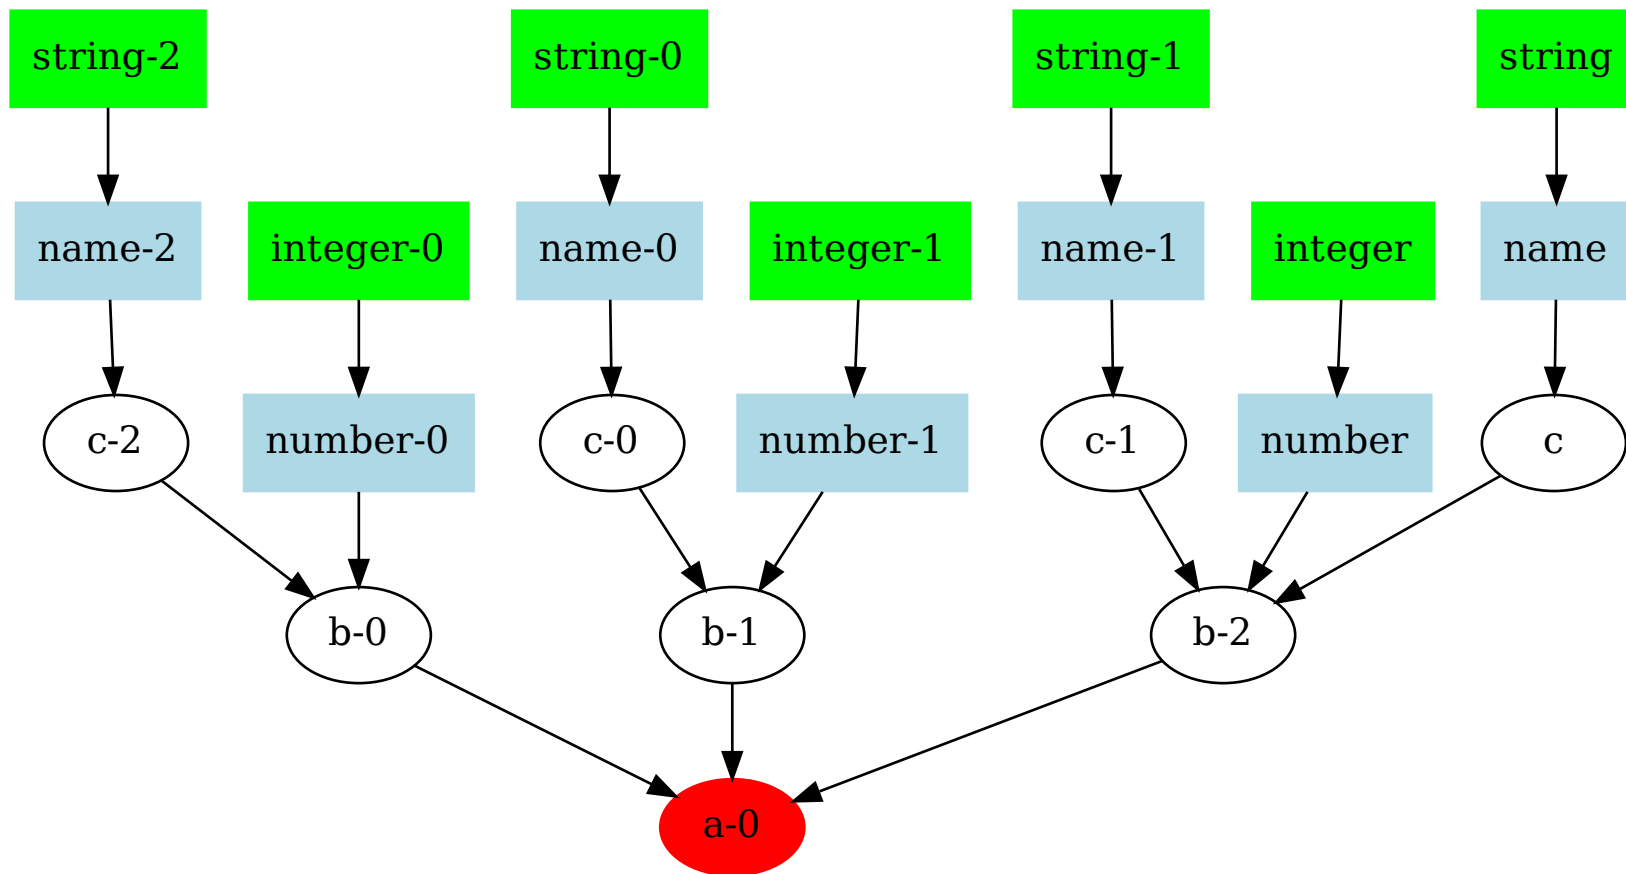 string-2
string-0
string-1
string
name-2
integer-0
name-0
integer-1
name-1
integer
name
c-2
number-0
c-0
number-1
c-1
number
c
b-0
b-1
b-2
a-0